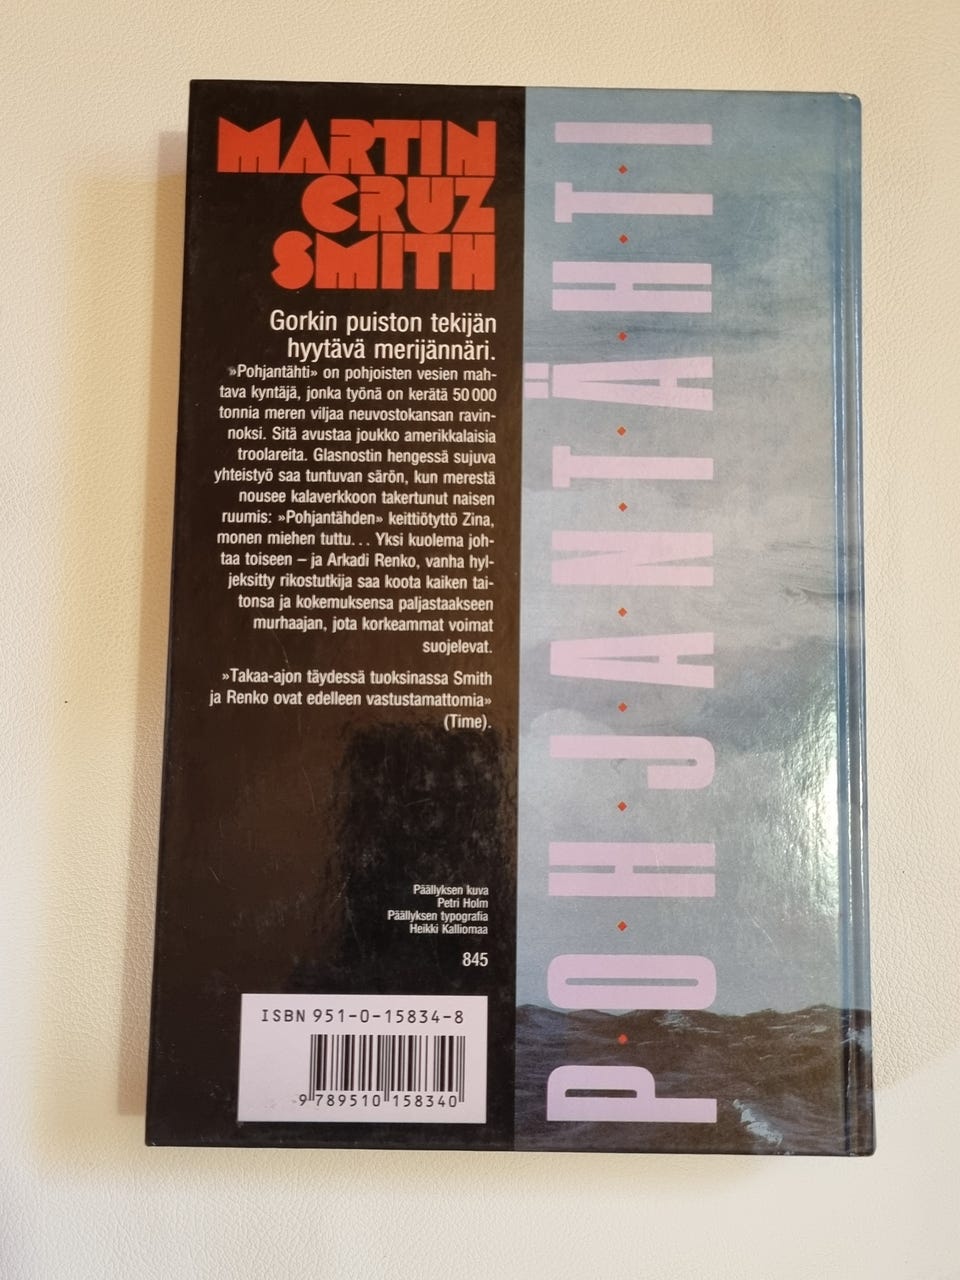 MARTIN
CRUZ
SMITH
Gorkin puiston tekijän
hyytävä merijännäri.
»Pohjantähti» on pohjoisten vesien mah-
tava kyntäjä, jonka työnä on kerätä 50 000
tonnia meren viljaa neuvostokansan ravin-
noksi. Sitä avustaa joukko amerikkalaisia
troolareita. Glasnostin hengessä sujuva
yhteistyö saa tuntuvan särön, kun merestä
nousee kalaverkkoon takertunut naisen
ruumis: »Pohjantähden» keittiötyttö Zina,
monen miehen tuttu... Yksi kuolema joh-
taa toiseen – ja Arkadi Renko, vanha hyl-
jeksitty rikostutkija saa koota kaiken tai-
tonsa ja kokemuksensa paljastaakseen
murhaajan, jota korkeammat voimat
suojelevat.
»Takaa-ajon täydessä tuoksinassa Smith
ja Renko ovat edelleen vastustamattomia»
(Time).
Päällyksen kuva
Petri Holm
Päällyksen typografia
Heikki Kalliomaa
845
ISBN 951-0-15834-8
9 789510 158340
P·O·H·J·A·N·T·Ä·H·T·I